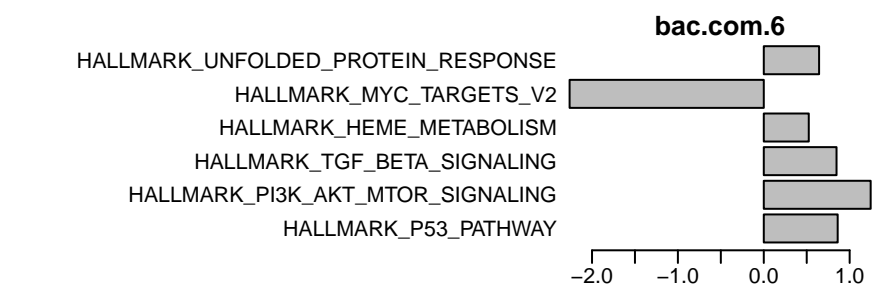 bac.com.6
HALLMARK_UNFOLDED_PROTEIN_RESPONSE
HALLMARK_MYC_TARGETS_V2
HALLMARK_HEME_METABOLISM
HALLMARK_TGF_BETA_SIGNALING
HALLMARK_PI3K_AKT_MTOR_SIGNALING
HALLMARK_P53_PATHWAY
−2.0 −1.0 0.0 1.0